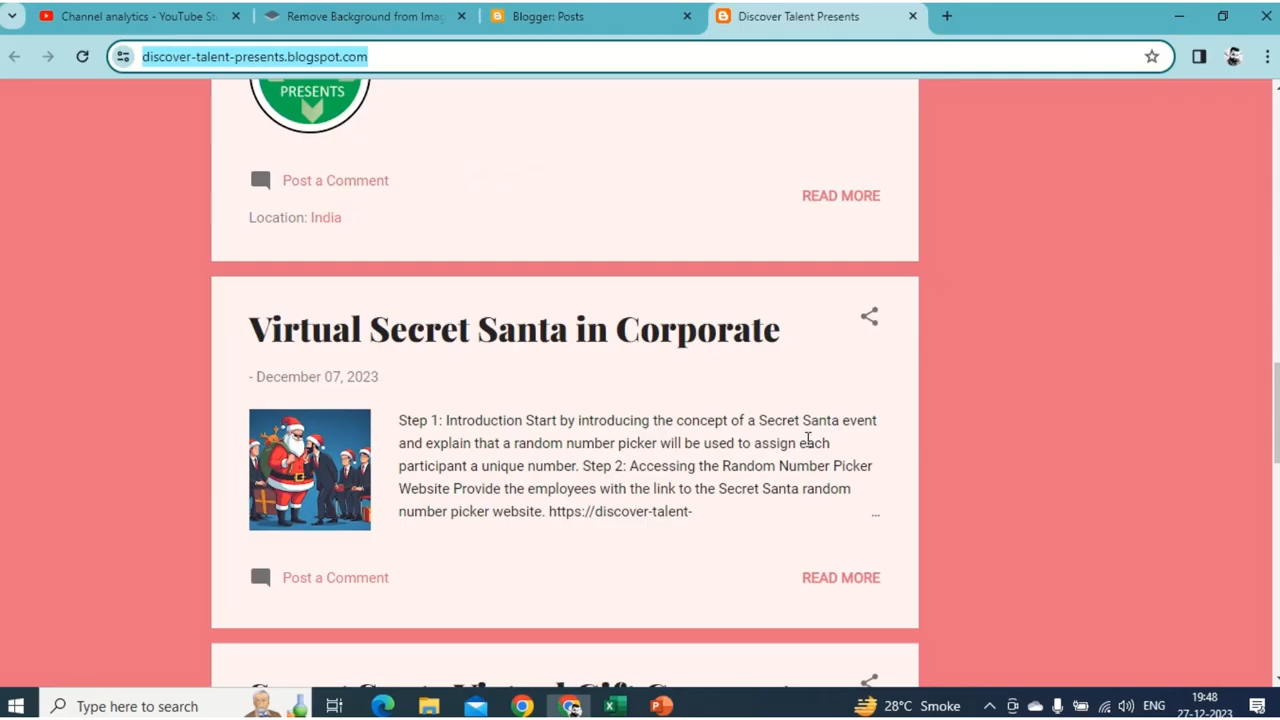 Channel analytics - YouTube St
Remove Background from Imag
Blogger: Posts
Discover Talent Presents
discover-talent-presents.blogspot.com
PRESENTS
Post a Comment
READ MORE
Location: India
Virtual Secret Santa in Corporate
- December 07, 2023
Step 1: Introduction Start by introducing the concept of a Secret Santa event
and explain that a random number picker will be used to assign each
participant a unique number. Step 2: Accessing the Random Number Picker
Website Provide the employees with the link to the Secret Santa random
number picker website. https://discover-talent-
...
Post a Comment
READ MORE
Type here to search
28°C Smoke
ENG
19:48
27-12-2023